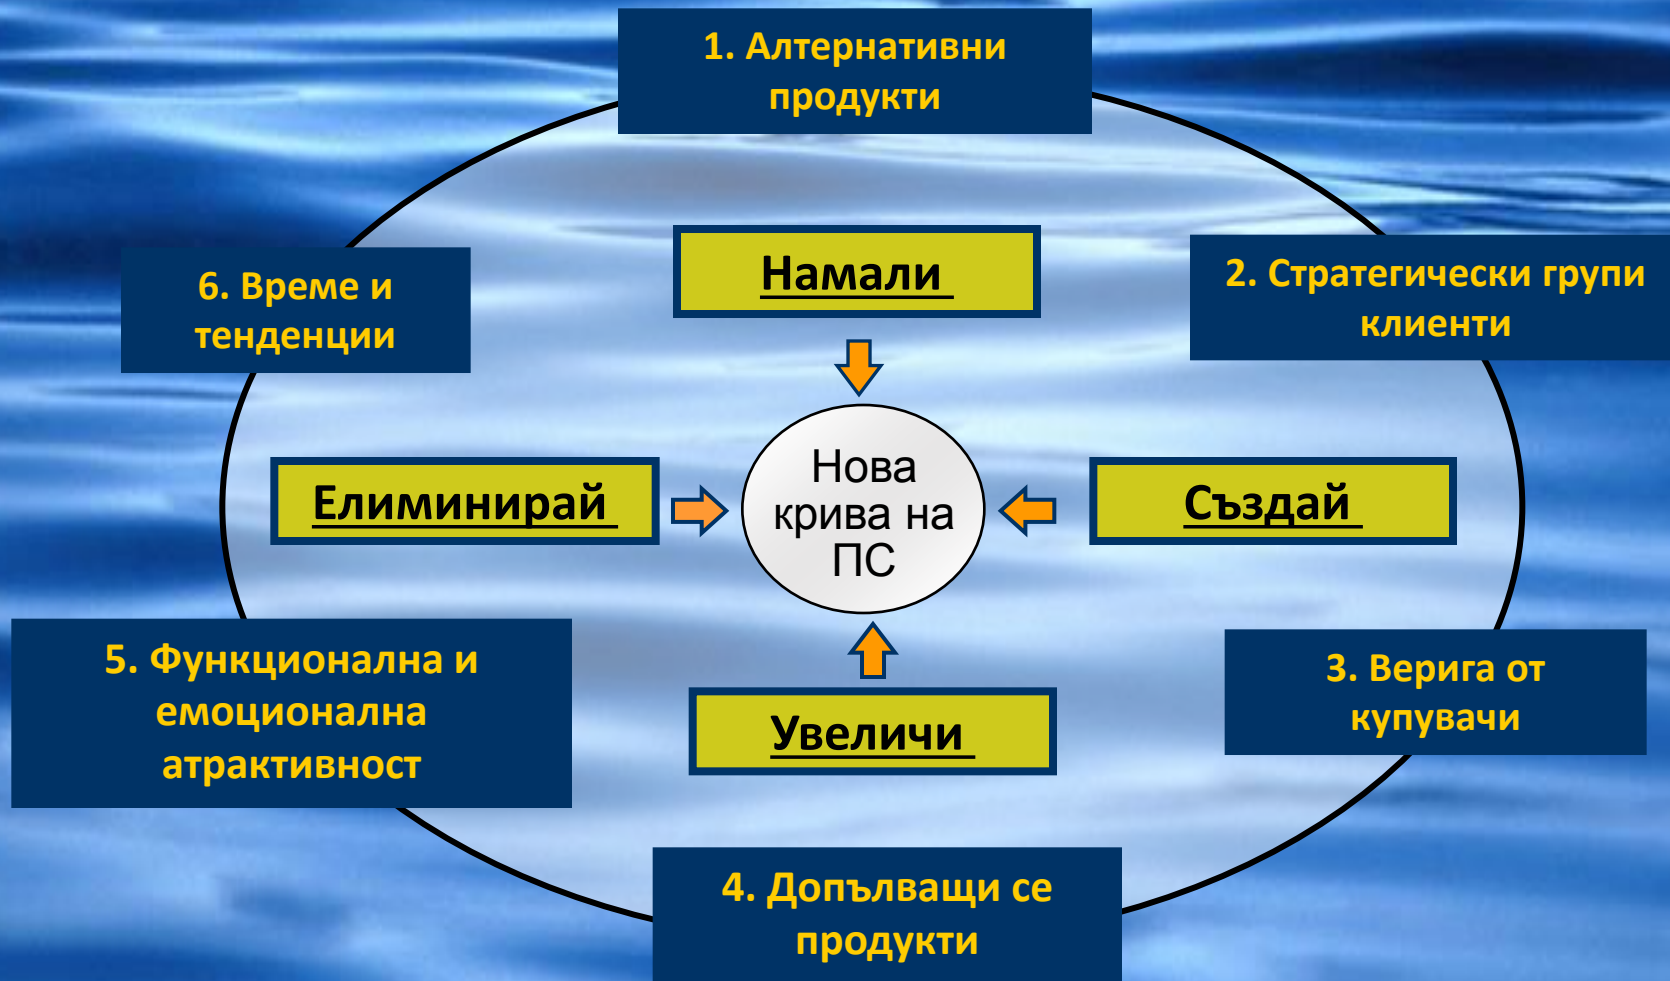 1. Алтернативни
продукти
2. Стратегически групи
клиенти
3. Верига от
купувачи
4. Допълващи се
продукти
5. Функционална и
емоционална
атрактивност
6. Време и
тенденции
Намали
Елиминирай
Нова
крива на
ПС
Създай
Увеличи